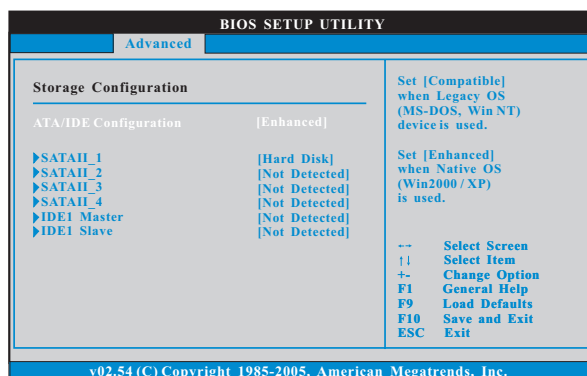 BIOS SETUP UTILITY
Advanced
Storage Configuration
ATA/IDE Configuration [Enhanced]
SATAII_1 [Hard Disk]
SATAII_2 [Not Detected]
SATAII_3 [Not Detected]
SATAII_4 [Not Detected]
IDE1 Master [Not Detected]
IDE1 Slave [Not Detected]
Set [Compatible]
when Legacy OS
(MS-DOS, Win NT)
device is used.
Set [Enhanced]
when Native OS
(Win2000 / XP)
is used.
←→ Select Screen
↑↓ Select Item
+- Change Option
F1 General Help
F9 Load Defaults
F10 Save and Exit
ESC Exit
v02.54 (C) Copyright 1985-2005, American Megatrends, Inc.